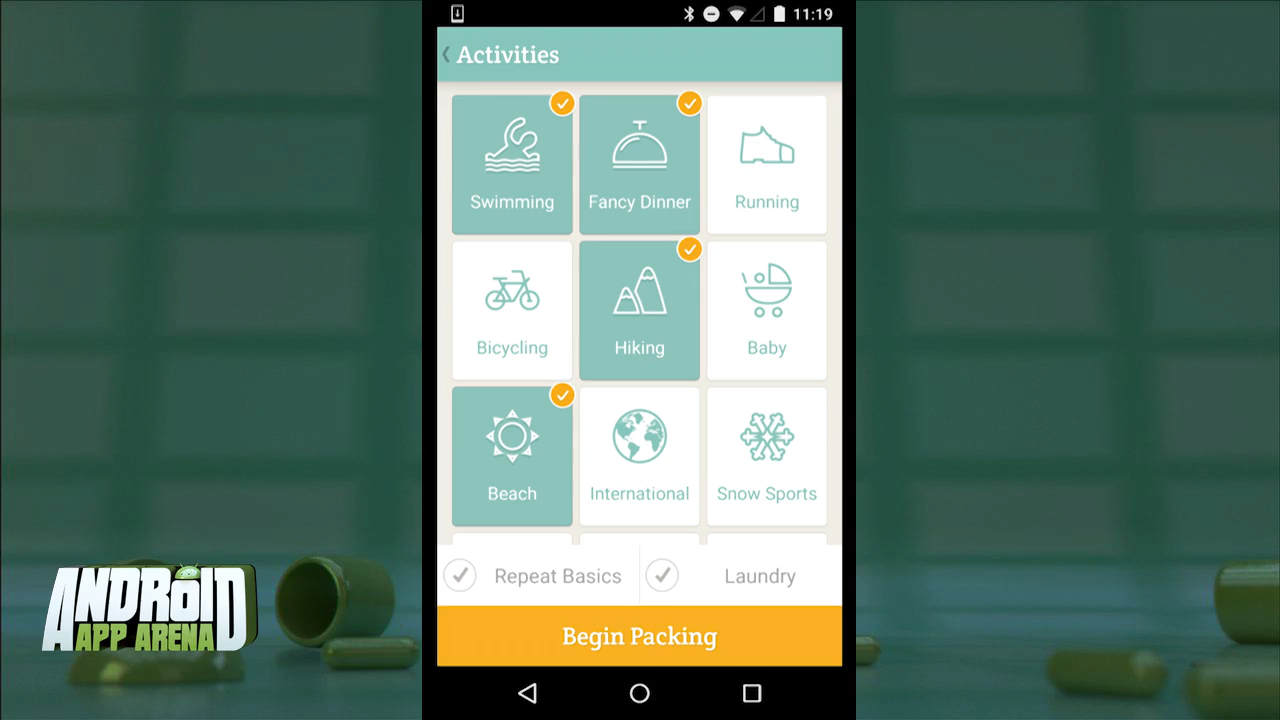 11:19
Activities
Swimming
Fancy Dinner
Running
Bicycling
Hiking
Baby
Beach
International
Snow Sports
Repeat Basics
Laundry
Begin Packing
ANDROID
APP ARENA